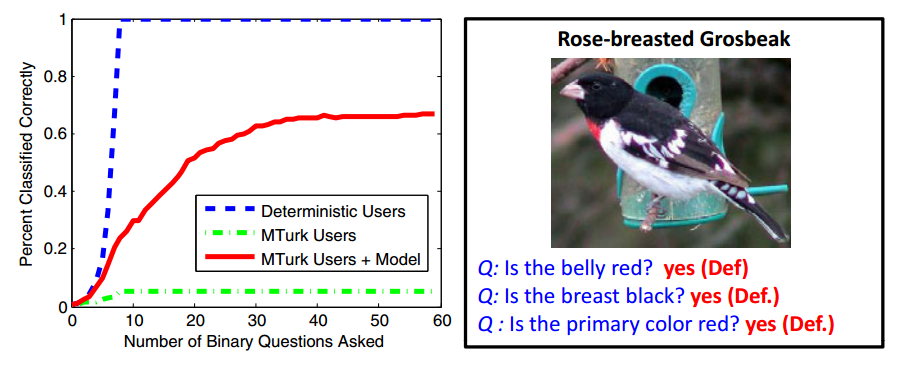 1
0.8
0.6
0.4
0.2
0
0 10 20 30 40 50 60
Percent Classified Correctly
Number of Binary Questions Asked
Deterministic Users
MTurk Users
MTurk Users + Model
Rose-breasted Grosbeak
Q: Is the belly red? yes (Def)
Q: Is the breast black? yes (Def.)
Q : Is the primary color red? yes (Def.)